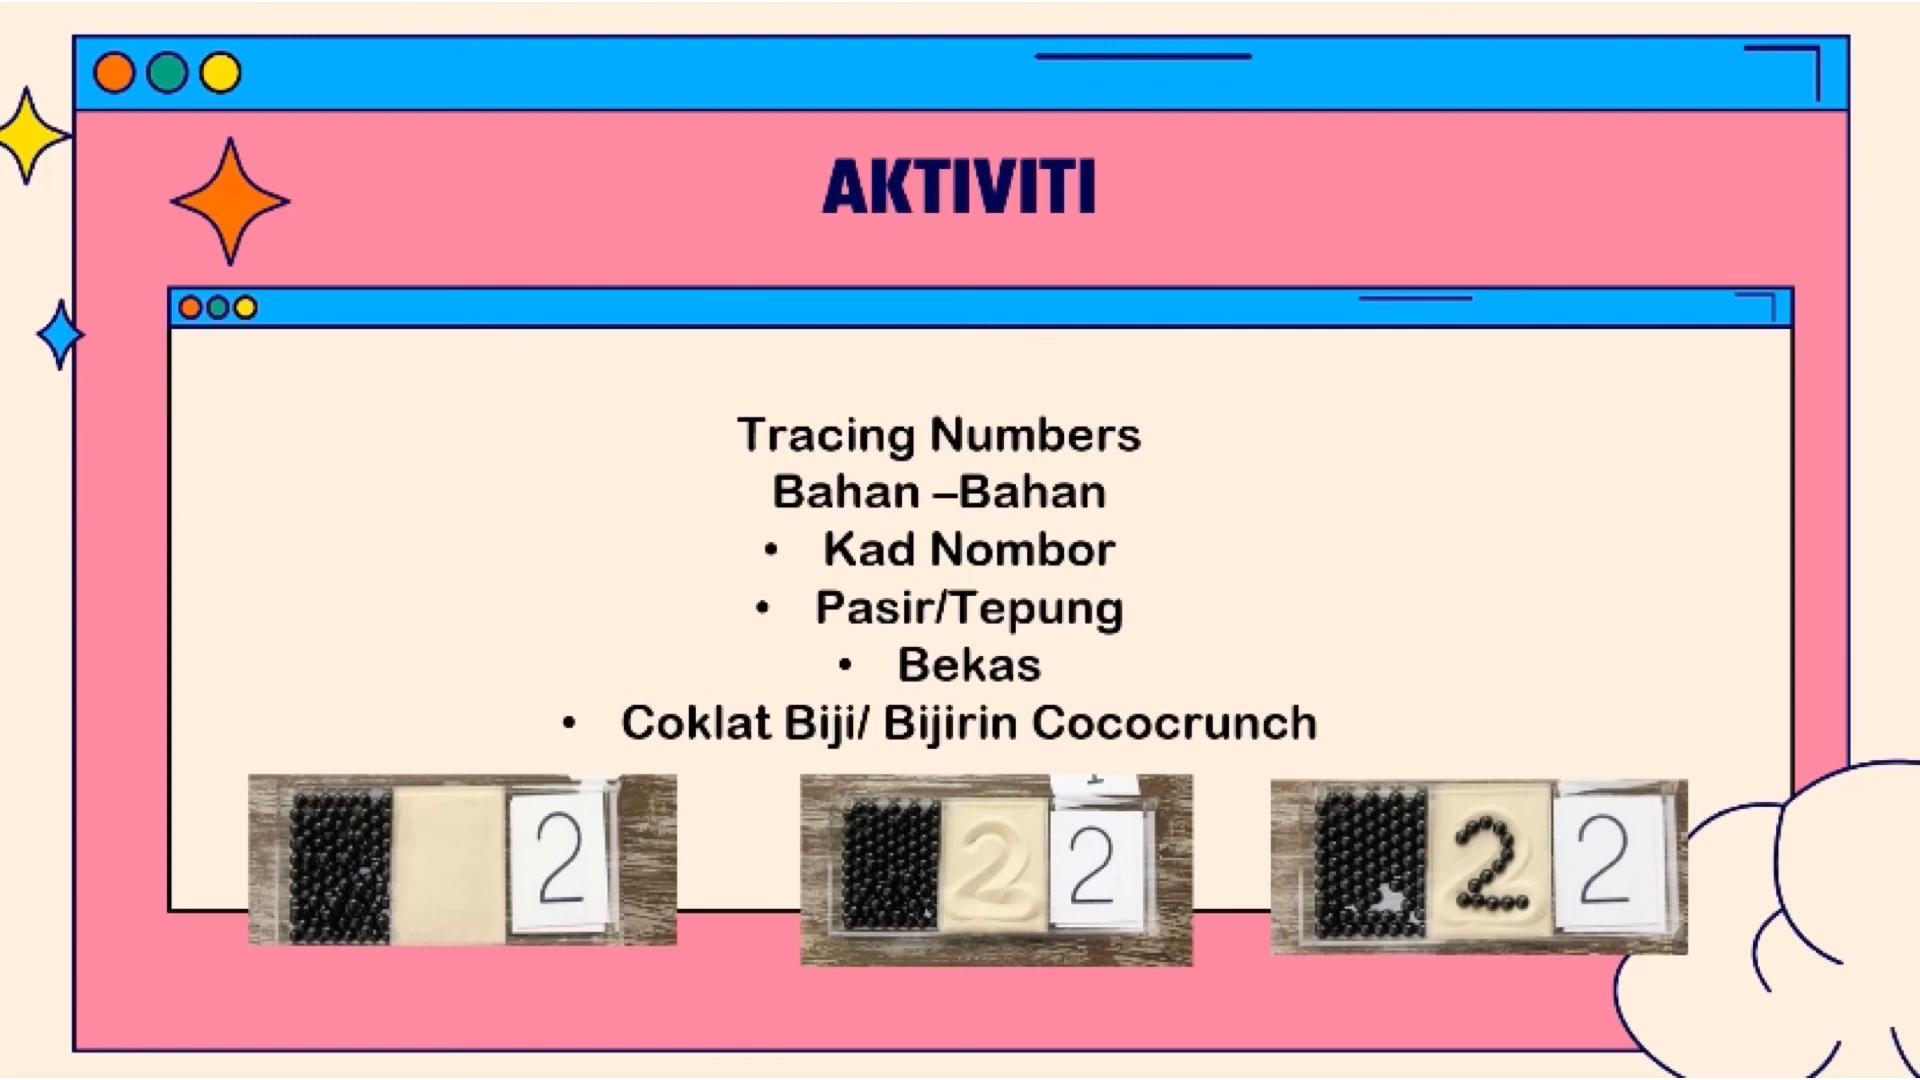 AKTIVITI
Tracing Numbers
Bahan –Bahan
• Kad Nombor
• Pasir/Tepung
• Bekas
• Coklat Biji/ Bijirin Cococrunch
2
2 2
1
2 2